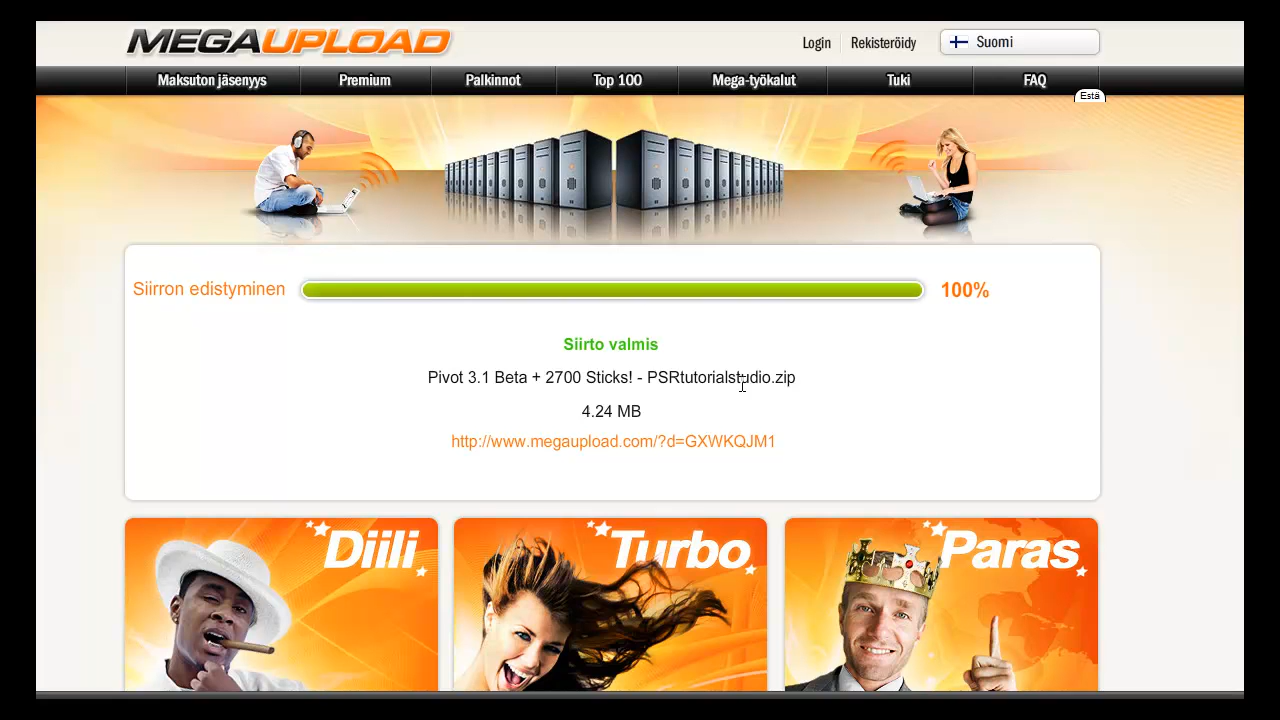 MEGAUPLOAD
Login
Rekisteröidy
Suomi
Maksuton jäsenyys
Premium
Palkinnot
Top 100
Mega-työkalut
Tuki
FAQ
Estä
Siirron edistyminen
100%
Siirto valmis
Pivot 3.1 Beta + 2700 Sticks! - PSRtutorialstudio.zip
4.24 MB
http://www.megaupload.com/?d=GXWKQJM1
Diili
Turbo
Paras